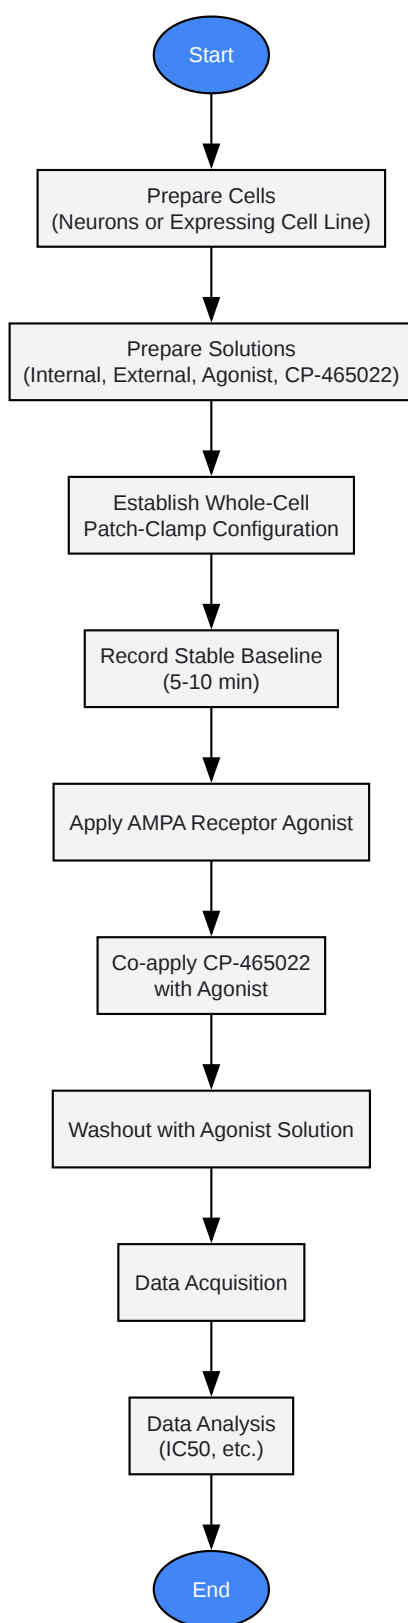 Start
Prepare Cells
(Neurons or Expressing Cell Line)
Prepare Solutions
(Internal, External, Agonist, CP-465022)
Establish Whole-Cell
Patch-Clamp Configuration
Record Stable Baseline
(5-10 min)
Apply AMPA Receptor Agonist
Co-apply CP-465022
with Agonist
Washout with Agonist Solution
Data Acquisition
Data Analysis
(IC50, etc.)
End